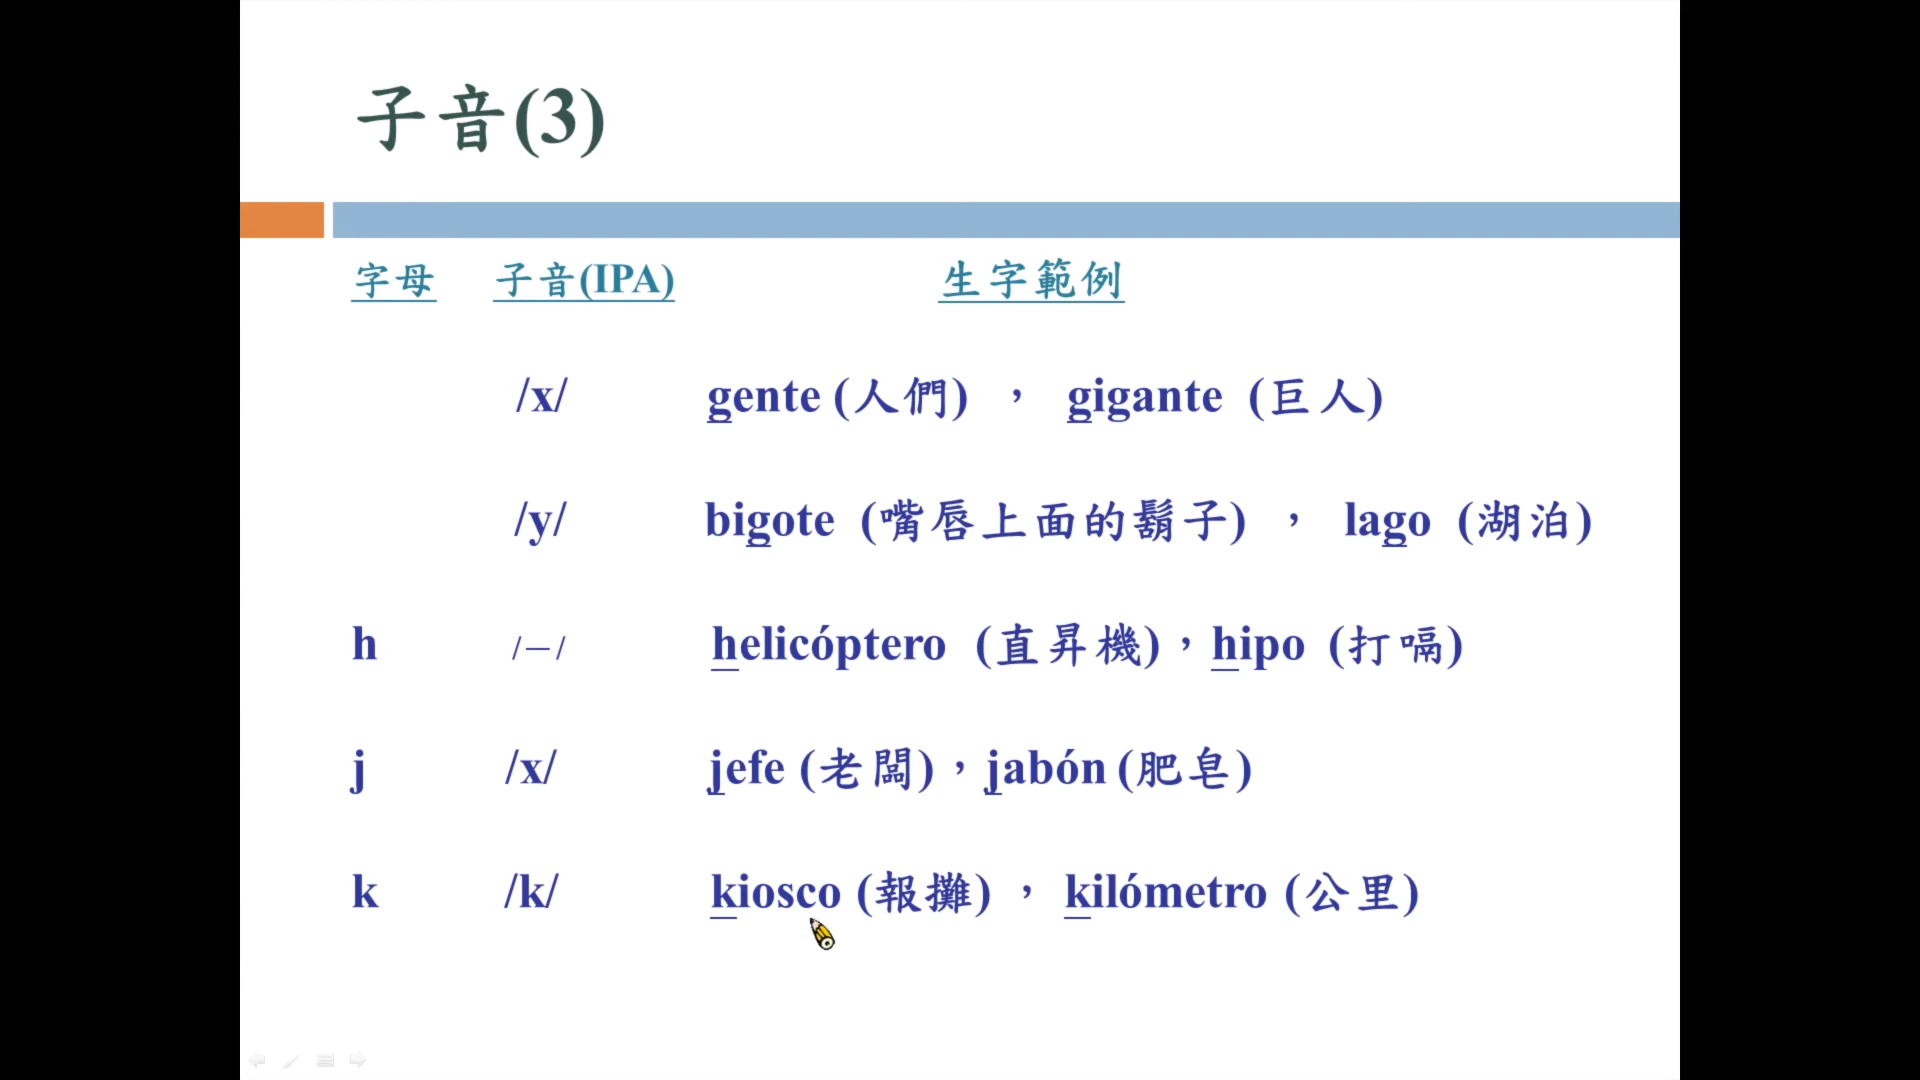 子音(3)
字母 子音(IPA) 生字範例
/x/ gente (人們) , gigante (巨人)
/y/ bigote (嘴唇上面的鬍子) , lago (湖泊)
h /–/ helicóptero (直昇機),hipo (打嗝)
j /x/ jefe (老闆),jabón (肥皂)
k /k/ kiosco (報攤) , kilómetro (公里)